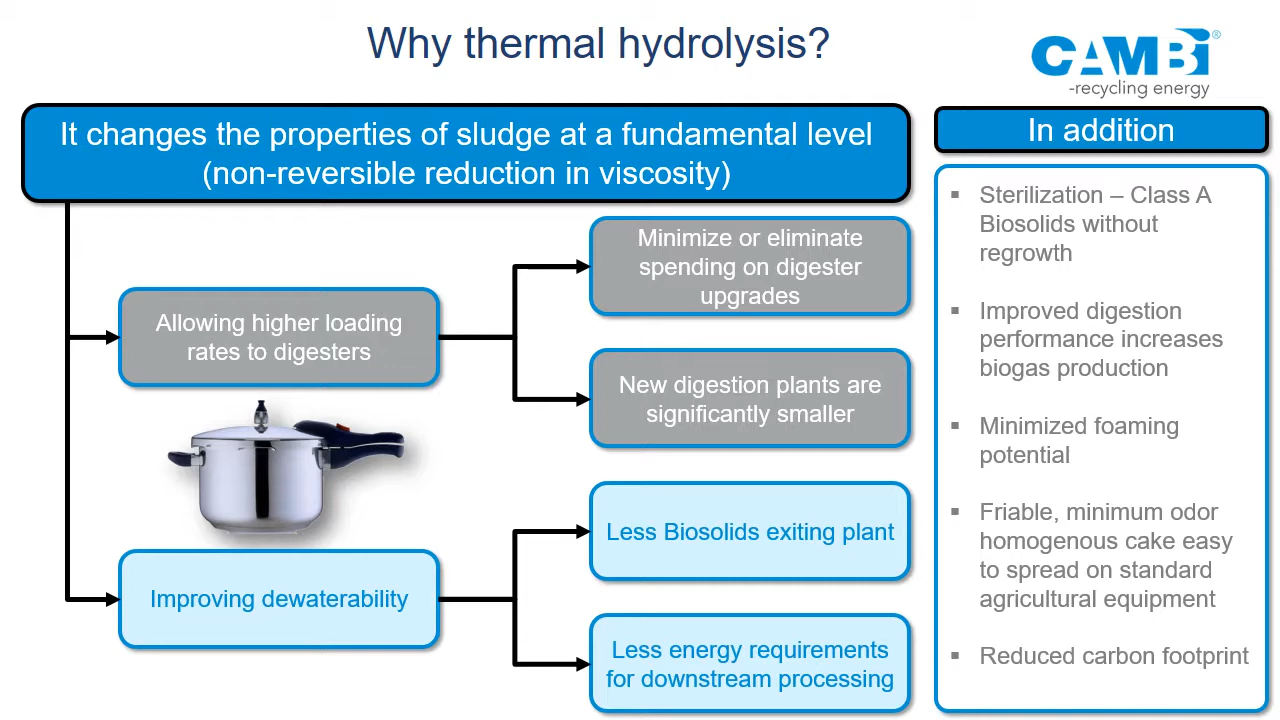 Why thermal hydrolysis?
CAMBI®
-recycling energy
It changes the properties of sludge at a fundamental level
(non-reversible reduction in viscosity)
Allowing higher loading
rates to digesters
Minimize or eliminate
spending on digester
upgrades
New digestion plants are
significantly smaller
Improving dewaterability
Less Biosolids exiting plant
Less energy requirements
for downstream processing
In addition
▪ Sterilization – Class A
Biosolids without
regrowth
▪ Improved digestion
performance increases
biogas production
▪ Minimized foaming
potential
▪ Friable, minimum odor
homogenous cake easy
to spread on standard
agricultural equipment
▪ Reduced carbon footprint